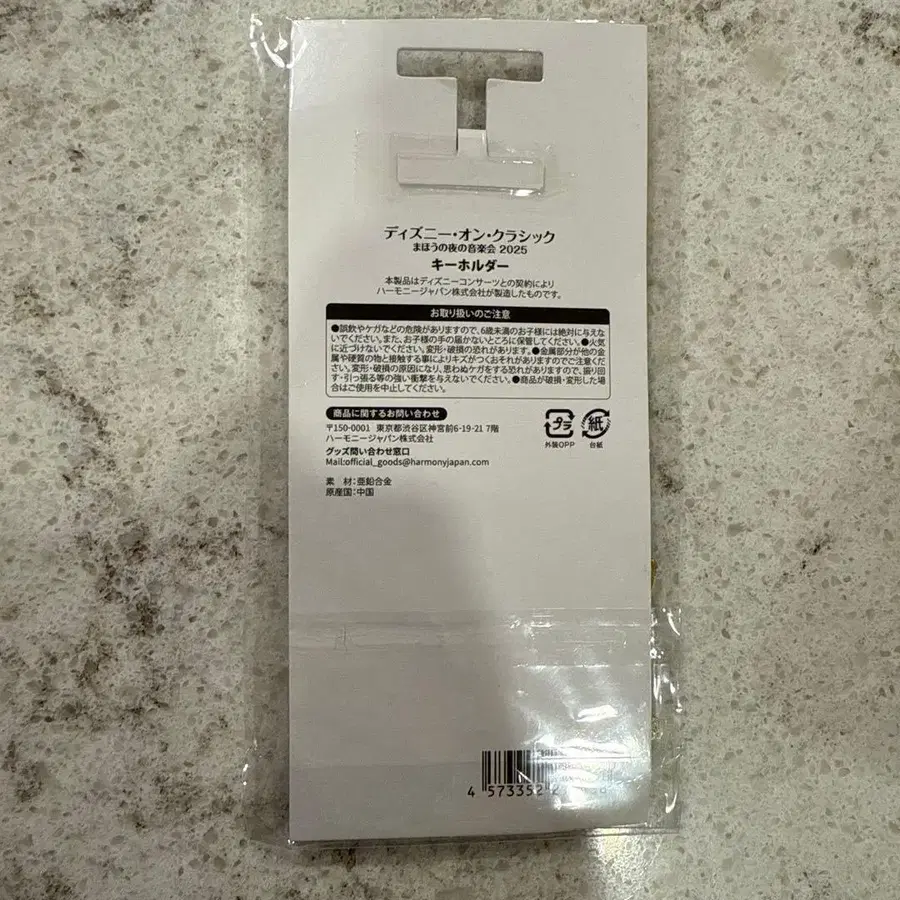 ディズニー・オン・クラシック
まほうの夜の音楽会 2025
キーホルダー
本製品はディズニーコンサーツとの契約により
ハーモニージャパン株式会社が製造したものです。
お取り扱いのご注意
●誤飲やケガなどの危険がありますので、6歳未満のお子様には絶対に与えな
いでください。また、お子様の手の届かないところに保管してください。●火気
に近づけないでください。変形・破損の恐れがあります。●金属部分が他の金
属や硬質の物と接触する事によりキズがつくおそれがありますのでご注意くだ
さい。変形・破損の原因になり、思わぬケガをする恐れがありますので、振り回
す・引っ張る等の強い衝撃を与えないでください。●商品が破損・変形した場
合はご使用を中止してください。
商品に関するお問い合わせ
〒150-0001 東京都渋谷区神宮前6-19-21 7階
ハーモニージャパン株式会社
グッズ問い合わせ窓口
Mail:official_goods@harmonyjapan.com
プラ 紙
外装OPP 台紙
素 材:亜鉛合金
原産国:中国
4 573352